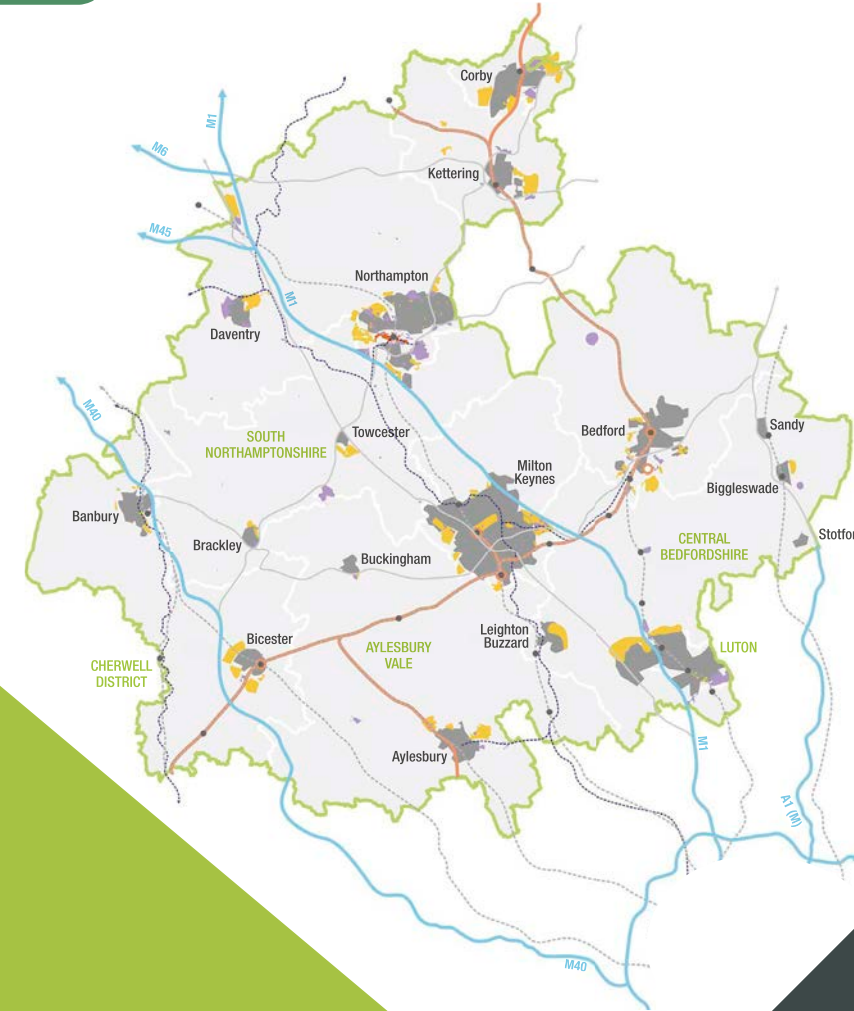 Corby
M1
M6
Kettering
M45
Northampton
M1
Daventry
M40
SOUTH
NORTHAMPTONSHIRE
Towcester
Bedford
Sandy
Milton
Keynes
Biggleswade
Banbury
Brackley
Buckingham
CENTRAL
BEDFORDSHIRE
Stotfor
Bicester
AYLESBURY
VALE
Leighton
Buzzard
LUTON
CHERWELL
DISTRICT
Aylesbury
M1
A1 (M)
M40